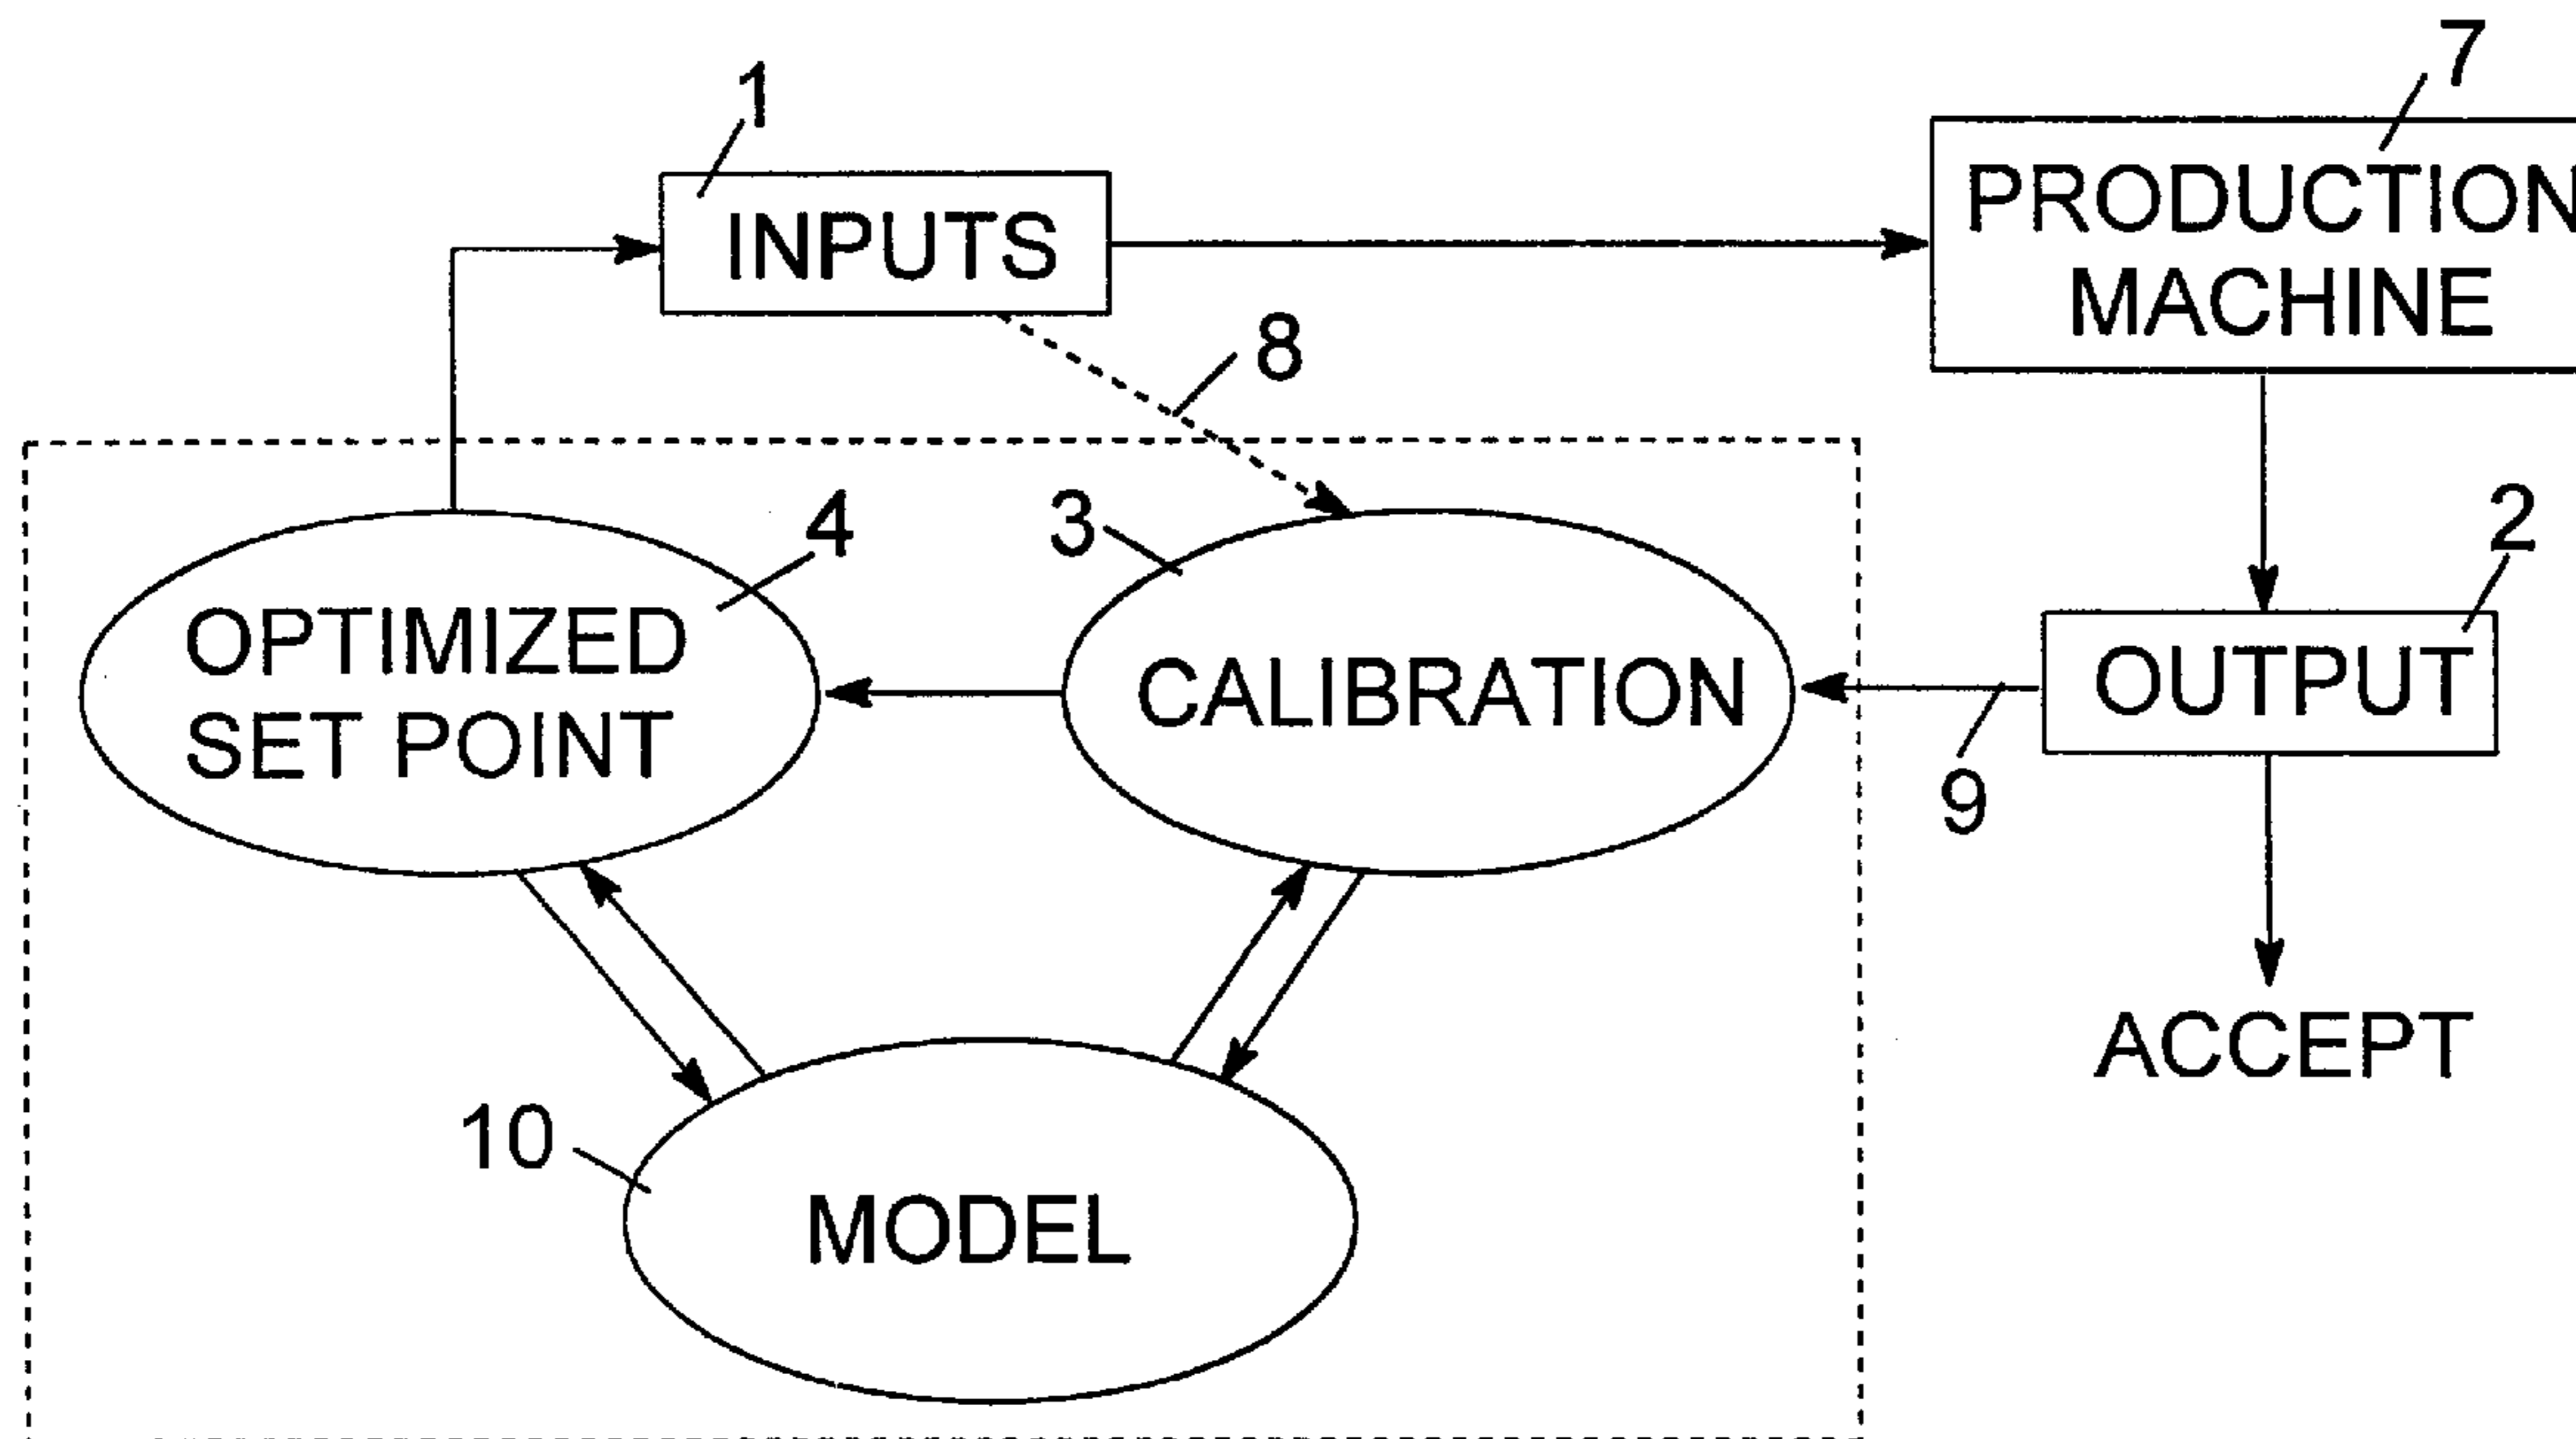 1
7
INPUTS
PRODUCTION
MACHINE
8
4
3
2
OPTIMIZED
SET POINT
CALIBRATION
OUTPUT
9
ACCEPT
10
MODEL